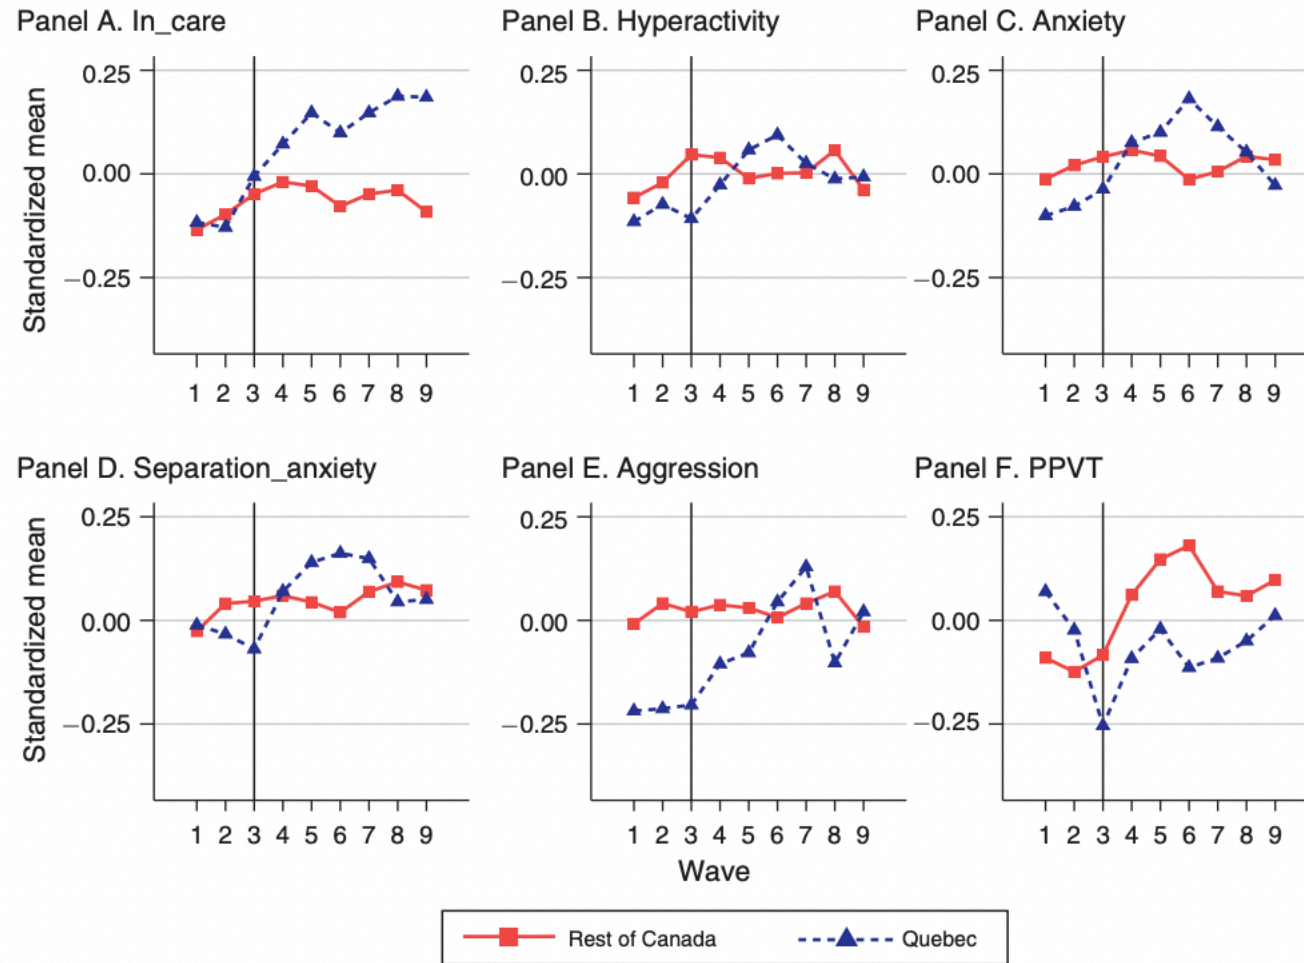 Panel A. In_care
Panel B. Hyperactivity
Panel C. Anxiety
Standardized mean
0.25
0.00
−0.25
1 2 3 4 5 6 7 8 9
0.25
0.00
−0.25
1 2 3 4 5 6 7 8 9
0.25
0.00
−0.25
1 2 3 4 5 6 7 8 9
Panel D. Separation_anxiety
Panel E. Aggression
Panel F. PPVT
Standardized mean
0.25
0.00
−0.25
1 2 3 4 5 6 7 8 9
0.25
0.00
−0.25
1 2 3 4 5 6 7 8 9
0.25
0.00
−0.25
1 2 3 4 5 6 7 8 9
Wave
Rest of Canada
Quebec